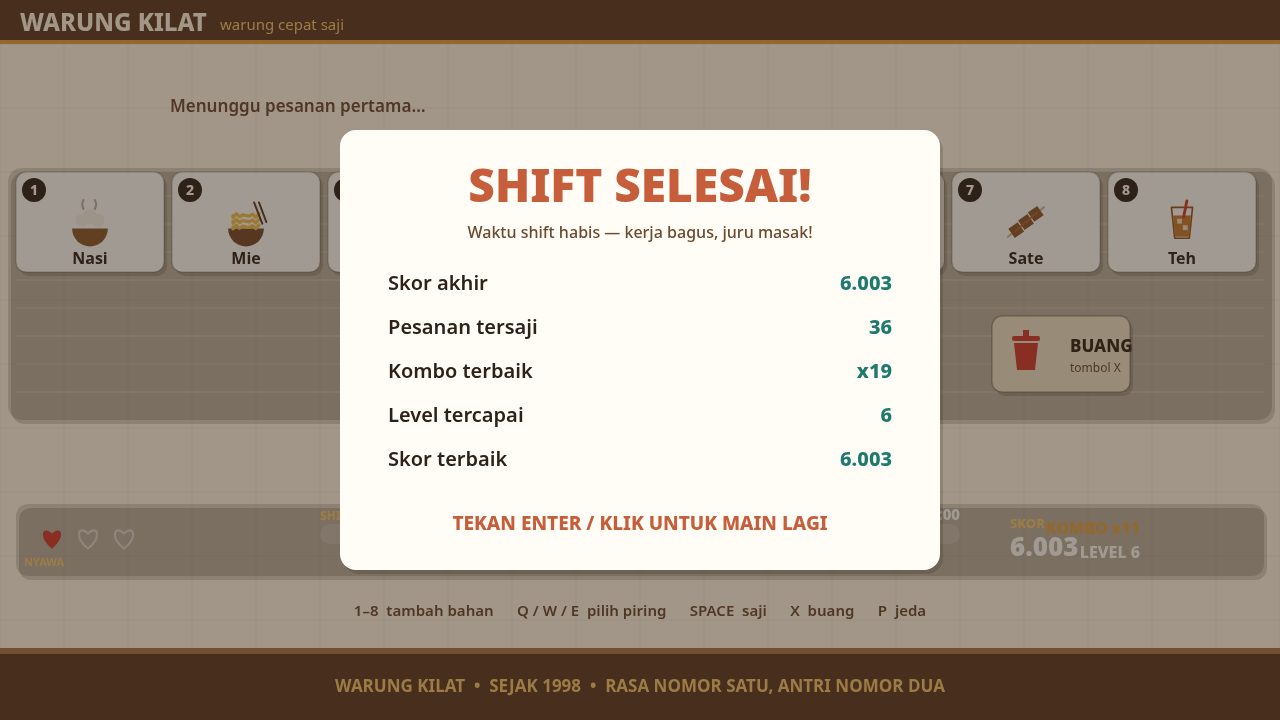 WARUNG KILAT warung cepat saji
Menunggu pesanan pertama...
1
2
7
8
Nasi
Mie
Sate
Teh
BUANG
tombol X
SHIFT SELESAI!
Waktu shift habis — kerja bagus, juru masak!
Skor akhir 6.003
Pesanan tersaji 36
Kombo terbaik x19
Level tercapai 6
Skor terbaik 6.003
TEKAN ENTER / KLIK UNTUK MAIN LAGI
NYAWA
SHI
:00
SKOR
KOMBO x11
6.003
LEVEL 6
1–8 tambah bahan Q / W / E pilih piring SPACE saji X buang P jeda
WARUNG KILAT • SEJAK 1998 • RASA NOMOR SATU, ANTRI NOMOR DUA